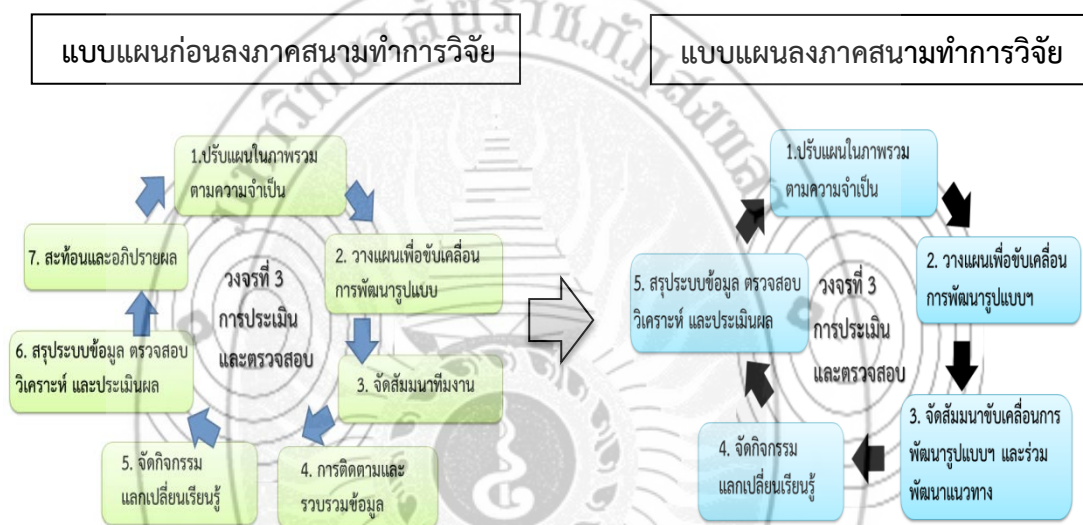 แบบแผนก่อนลงภาคสนามทำการวิจัย
1.ปรับแผนในภาพรวม
ตามความจำเป็น
2. วางแผนเพื่อขับเคลื่อน
การพัฒนารูปแบบ
3. จัดสัมมนาทีมงาน
4. การติดตามและ
รวบรวมข้อมูล
5. จัดกิจกรรม
แลกเปลี่ยนเรียนรู้
6. สรุประบบข้อมูล ตรวจสอบ
วิเคราะห์ และประเมินผล
7. สะท้อนและอภิปรายผล
วงจรที่ 3
การประเมิน
และตรวจสอบ
แบบแผนลงภาคสนามทำการวิจัย
1.ปรับแผนในภาพรวม
ตามความจำเป็น
2. วางแผนเพื่อขับเคลื่อน
การพัฒนารูปแบบฯ
3. จัดสัมมนาขับเคลื่อนการ
พัฒนารูปแบบฯ และร่วม
พัฒนาแนวทาง
4. จัดกิจกรรม
แลกเปลี่ยนเรียนรู้
5. สรุประบบข้อมูล ตรวจสอบ
วิเคราะห์ และประเมินผล
วงจรที่ 3
การประเมิน
และตรวจสอบ
มหาวิทยาลัยราชภัฏสงขลา